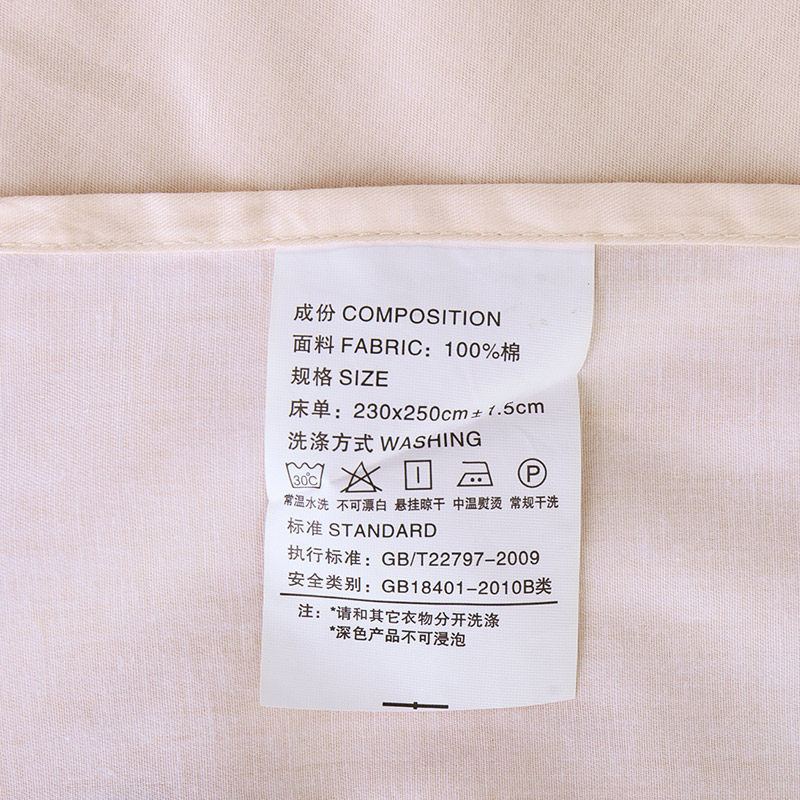 成份 COMPOSITION
面料 FABRIC：100%棉
规格 SIZE
床单：230x250cm±1.5cm
洗涤方式 WASHING
30℃ P
常温水洗 不可漂白 悬挂晾干 中温熨烫 常规干洗
标准 STANDARD
执行标准：GB/T22797-2009
安全类别：GB18401-2010B类
注：*请和其它衣物分开洗涤
*深色产品不可浸泡